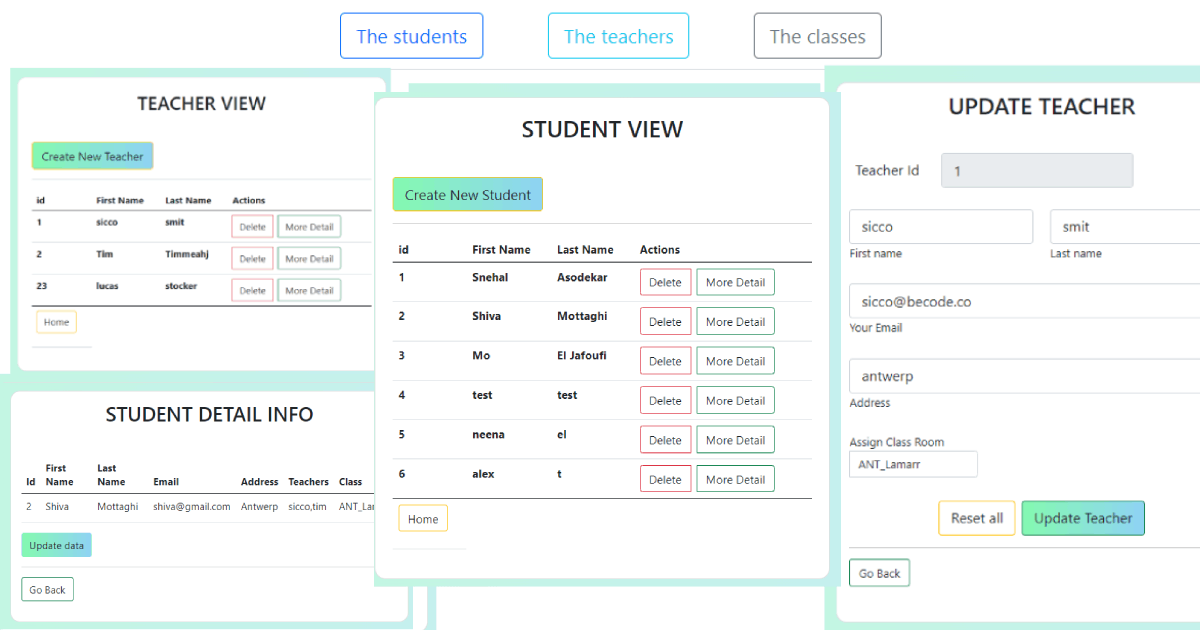 The students The teachers The classes
TEACHER VIEW
Create New Teacher
id First Name Last Name Actions
1 sicco smit Delete More Detail
2 Tim Timmeahj Delete More Detail
23 lucas stocker Delete More Detail
Home
STUDENT DETAIL INFO
Id First Name Last Name Email Address Teachers Class
2 Shiva Mottaghi shiva@gmail.com Antwerp sicco,tim ANT_Lar
Update data
Go Back
STUDENT VIEW
Create New Student
id First Name Last Name Actions
1 Snehal Asodekar Delete More Detail
2 Shiva Mottaghi Delete More Detail
3 Mo El Jafoufi Delete More Detail
4 test test Delete More Detail
5 neena el Delete More Detail
6 alex t Delete More Detail
Home
UPDATE TEACHER
Teacher Id 1
sicco smit
First name Last name
sicco@becode.co
Your Email
antwerp
Address
Assign Class Room
ANT_Lamarr
Reset all Update Teacher
Go Back